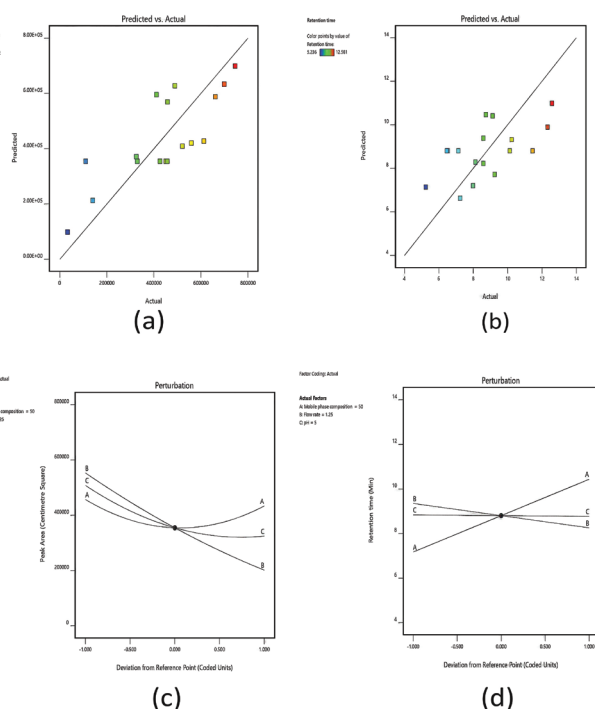 Predicted vs. Actual
8.00E+05
6.00E+05
4.00E+05
2.00E+05
0.00E+00
Predicted
0
200000
400000
600000
800000
Actual
(a)
Retention time
Color points by value of
Retention time:
5.236
12.581
Predicted vs. Actual
14
12
10
8
6
4
Predicted
4
6
8
10
12
14
Actual
(b)
composition = 50
Perturbation
800000
600000
400000
200000
0
Peak Area (Centimetre Square)
B
C
A
A
C
B
-1.000
-0.500
0.000
0.500
1.000
Deviation from Reference Point (Coded Units)
(c)
Factor Coding: Actual
Actual Factors
A: Mobile phase composition = 50
B: Flow rate = 1.25
C: pH = 5
Perturbation
14
12
10
8
6
4
Retention time (Min)
B
C
A
A
C
B
-1.000
-0.500
0.000
0.500
1.000
Deviation from Reference Point (Coded Units)
(d)